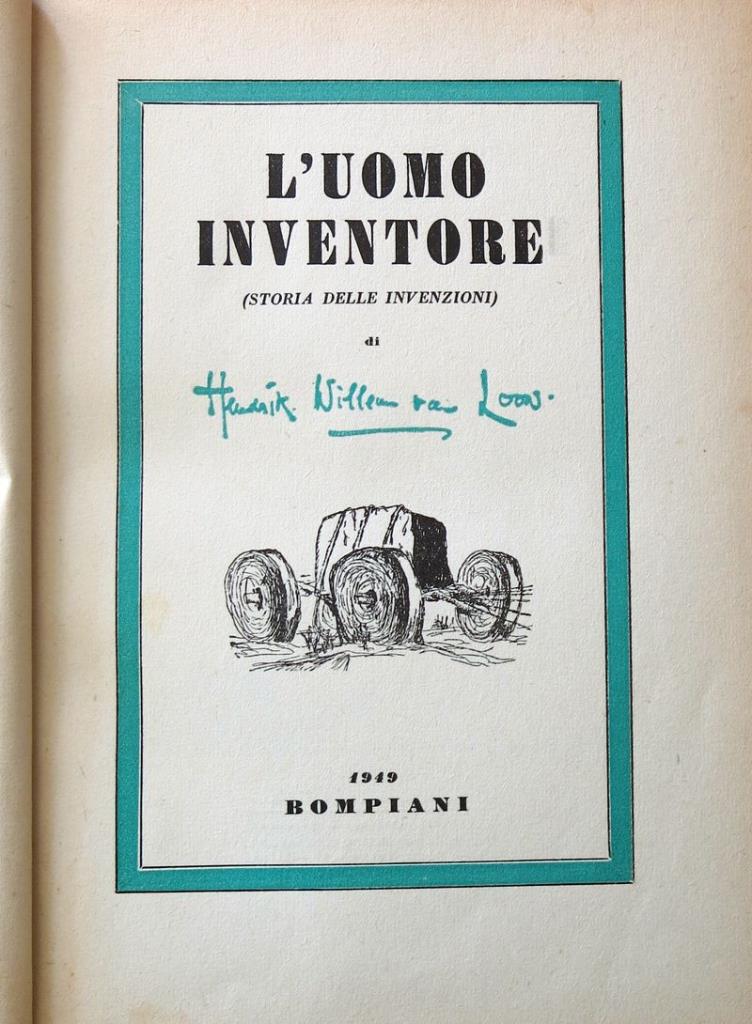 L'UOMO
INVENTORE
(STORIA DELLE INVENZIONI)
di
Hendrik Willem van Loon.
1949
BOMPIANI